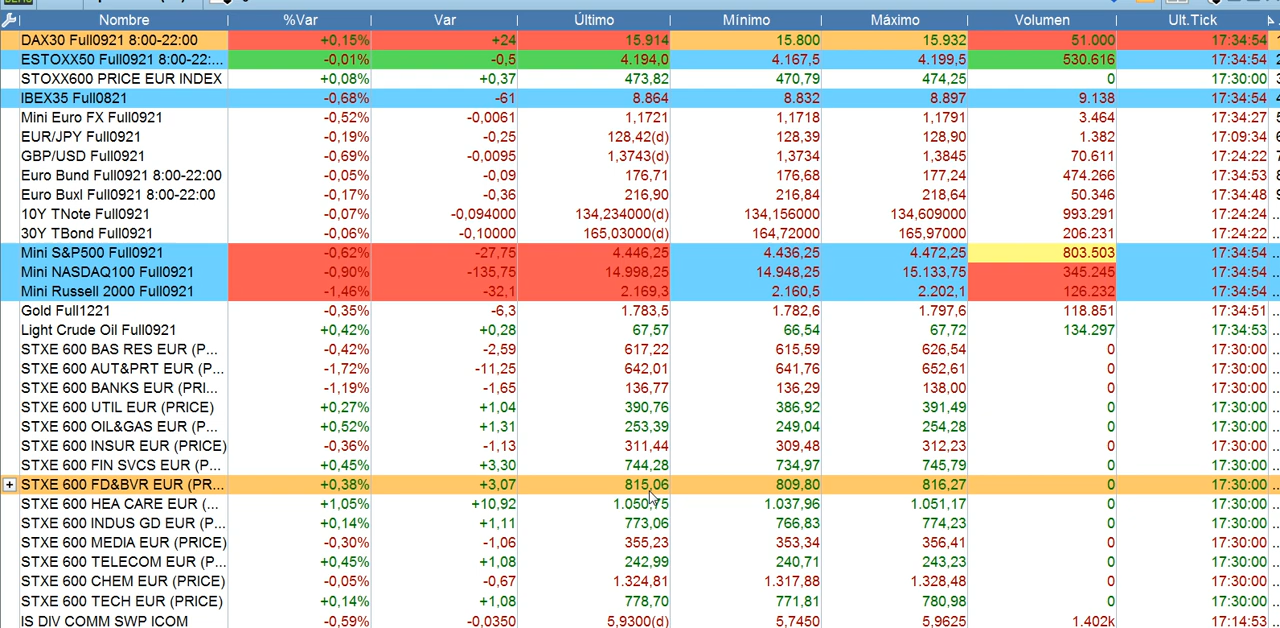 Nombre %Var Var Último Mínimo Máximo Volumen Ult.Tick
DAX30 Full0921 8:00-22:00 +0,15% +24 15.914 15.800 15.932 51.000 17:34:54
ESTOXX50 Full0921 8:00-22:... -0,01% -0,5 4.194,0 4.167,5 4.199,5 530.616 17:34:54
STOXX600 PRICE EUR INDEX +0,08% +0,37 473,82 470,79 474,25 0 17:30:00
IBEX35 Full0821 -0,68% -61 8.864 8.832 8.897 9.138 17:34:54
Mini Euro FX Full0921 -0,52% -0,0061 1,1721 1,1718 1,1791 3.464 17:34:27
EUR/JPY Full0921 -0,19% -0,25 128,42(d) 128,39 128,90 1.382 17:09:34
GBP/USD Full0921 -0,69% -0,0095 1,3743(d) 1,3734 1,3845 70.611 17:24:22
Euro Bund Full0921 8:00-22:00 -0,05% -0,09 176,71 176,68 177,24 474.266 17:34:53
Euro Buxl Full0921 8:00-22:00 -0,17% -0,36 216,90 216,84 218,64 50.346 17:34:48
10Y TNote Full0921 -0,07% -0,094000 134,234000(d) 134,156000 134,609000 993.291 17:24:24
30Y TBond Full0921 -0,06% -0,10000 165,03000(d) 164,72000 165,97000 206.231 17:24:22
Mini S&P500 Full0921 -0,62% -27,75 4.446,25 4.436,25 4.472,25 803.503 17:34:54
Mini NASDAQ100 Full0921 -0,90% -135,75 14.998,25 14.948,25 15.133,75 345.245 17:34:54
Mini Russell 2000 Full0921 -1,46% -32,1 2.169,3 2.160,5 2.202,1 126.232 17:34:54
Gold Full1221 -0,35% -6,3 1.783,5 1.782,6 1.797,6 118.851 17:34:51
Light Crude Oil Full0921 +0,42% +0,28 67,57 66,54 67,72 134.297 17:34:53
STXE 600 BAS RES EUR (P... -0,42% -2,59 617,22 615,59 626,54 0 17:30:00
STXE 600 AUT&PRT EUR (P... -1,72% -11,25 642,01 641,76 652,61 0 17:30:00
STXE 600 BANKS EUR (PRI... -1,19% -1,65 136,77 136,29 138,00 0 17:30:00
STXE 600 UTIL EUR (PRICE) +0,27% +1,04 390,76 386,92 391,49 0 17:30:00
STXE 600 OIL&GAS EUR (P... +0,52% +1,31 253,39 249,04 254,28 0 17:30:00
STXE 600 INSUR EUR (PRICE) -0,36% -1,13 311,44 309,48 312,23 0 17:30:00
STXE 600 FIN SVCS EUR (P... +0,45% +3,30 744,28 734,97 745,79 0 17:30:00
STXE 600 FD&BVR EUR (PR... +0,38% +3,07 815,06 809,80 816,27 0 17:30:00
STXE 600 HEA CARE EUR (... +1,05% +10,92 1.050,75 1.037,96 1.051,17 0 17:30:00
STXE 600 INDUS GD EUR (P... +0,14% +1,11 773,06 766,83 774,23 0 17:30:00
STXE 600 MEDIA EUR (PRICE) -0,30% -1,06 355,23 353,34 356,41 0 17:30:00
STXE 600 TELECOM EUR (P... +0,45% +1,08 242,99 240,71 243,23 0 17:30:00
STXE 600 CHEM EUR (PRICE) -0,05% -0,67 1.324,81 1.317,88 1.328,48 0 17:30:00
STXE 600 TECH EUR (PRICE) +0,14% +1,08 778,70 771,81 780,98 0 17:30:00
IS DIV COMM SWP ICOM -0,59% -0,0350 5,9300(d) 5,7450 5,9625 1.402k 17:14:53